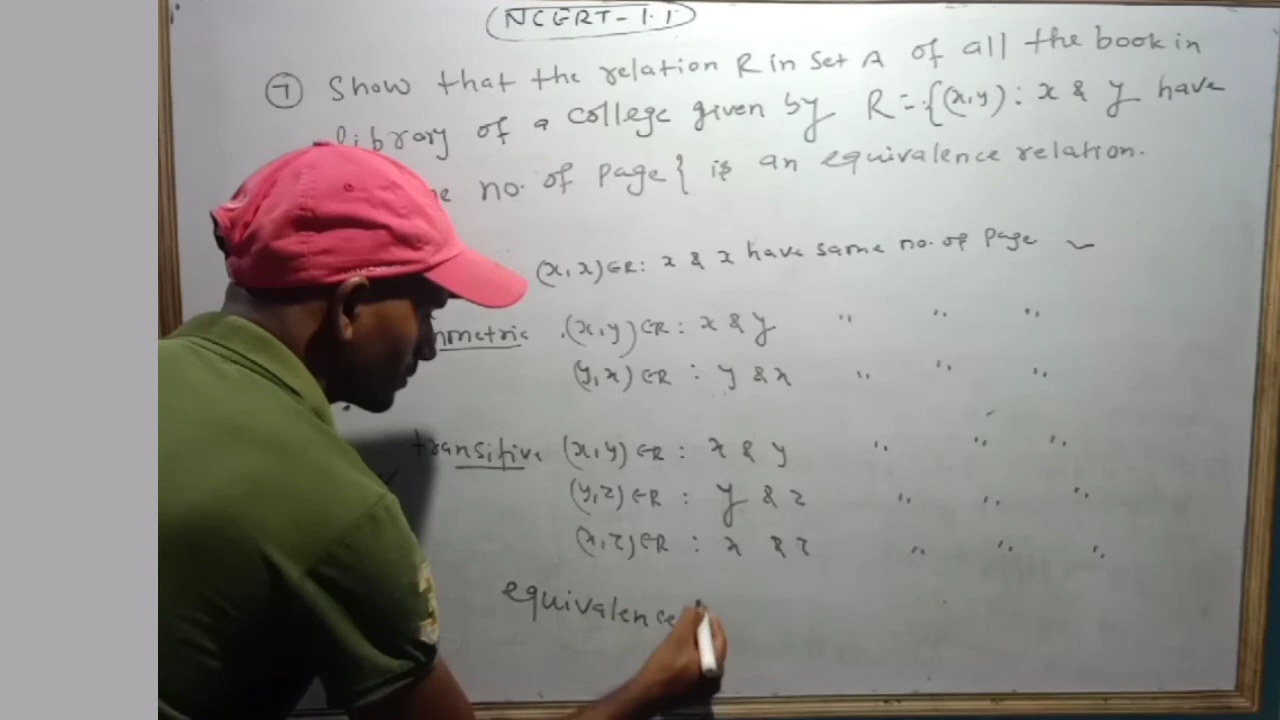 NCERT-1.1
7 Show that the relation R in set A of all the book in
library of a college given by R = {(x,y) : x & y have
no. of page{ is an equivalence relation.
(x,x)∈R: x & x have same no. of page
(x,y)∈R : x & y " " "
(y,x)∈R : y & x " " "
transitive (x,y)∈R : x & y " " "
(y,z)∈R : y & z " " "
(x,z)∈R : x & z " " "
equivalence